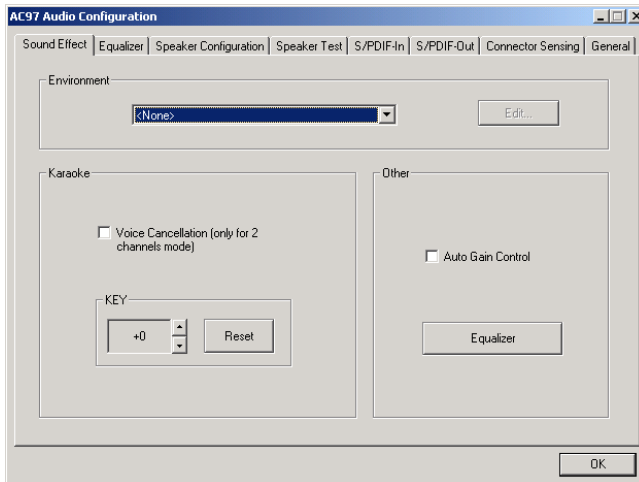 AC97 Audio Configuration
Sound Effect Equalizer Speaker Configuration Speaker Test S/PDIF-In S/PDIF-Out Connector Sensing General
Environment
<None>
Edit...
Karaoke
Voice Cancellation (only for 2
channels mode)
KEY
+0
Reset
Other
Auto Gain Control
Equalizer
OK